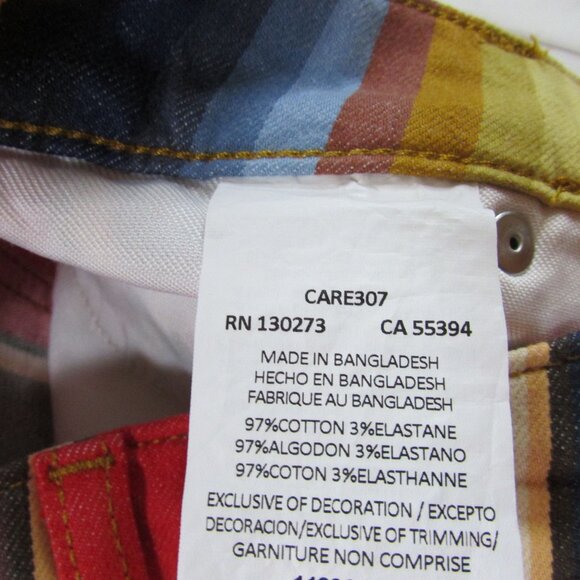 CARE307
RN 130273 CA 55394
MADE IN BANGLADESH
HECHO EN BANGLADESH
FABRIQUE AU BANGLADESH
97%COTTON 3%ELASTANE
97%ALGODON 3%ELASTANO
97%COTON 3%ELASTHANNE
EXCLUSIVE OF DECORATION / EXCEPTO
DECORACION/EXCLUSIVE OF TRIMMING/
GARNITURE NON COMPRISE